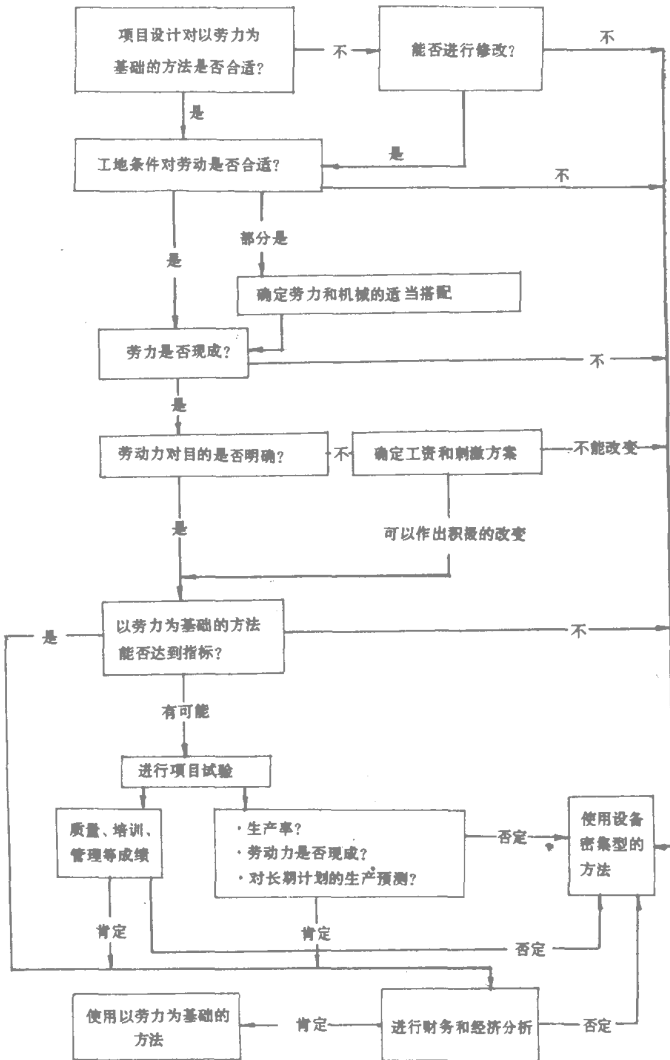 项目设计对以劳力为
基础的方法是否合适？
不
能否进行修改？
不
是
是
工地条件对劳动是否合适？
不
部分是
是
确定劳力和机械的适当搭配
劳力是否现成？
不
是
劳动力对目的是否明确？
不
确定工资和刺激方案
不能改变
是
可以作出积极的改变
是
以劳力为基础的方法
能否达到指标？
不
有可能
进行项目试验
质量、培训、
管理等成绩
·生产率？
·劳动力是否现成？
·对长期计划的生产预测？
否定
使用设备
密集型的
方法
肯定
肯定
否定
使用以劳力为基础的
方法
肯定
进行财务和经济分析
否定